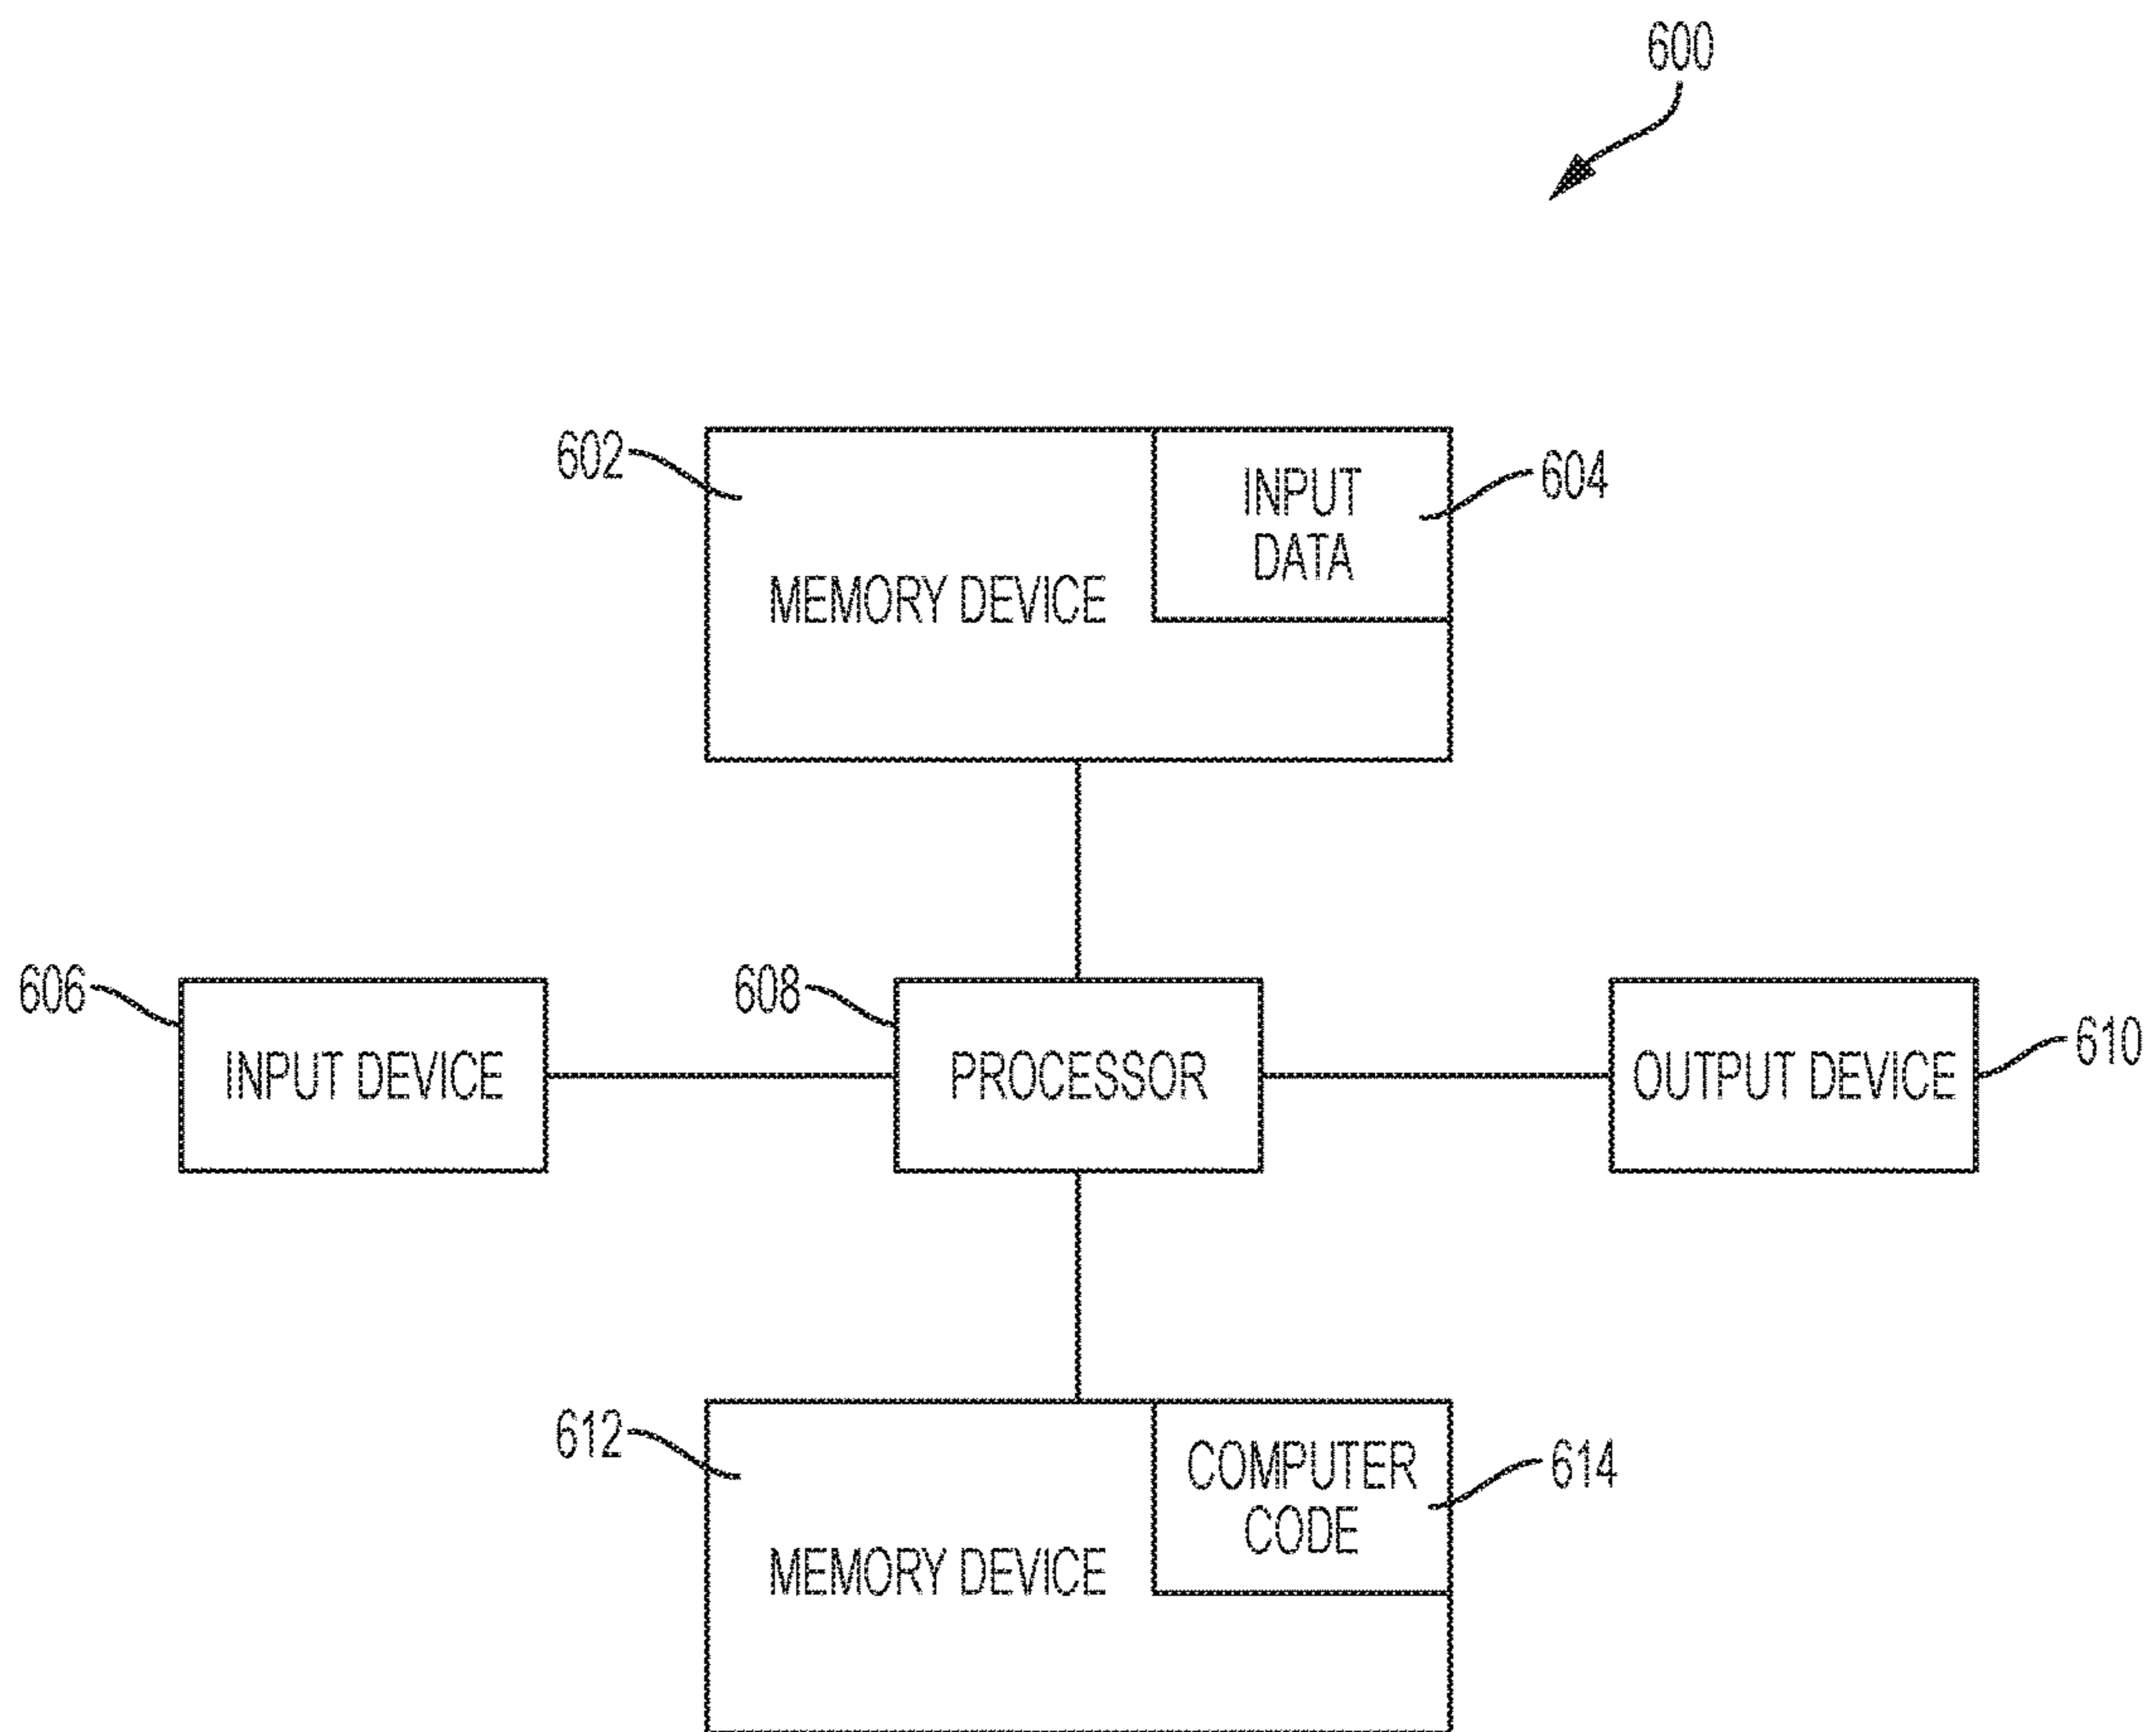 600
602
INPUT
DATA
604
MEMORY DEVICE
606
INPUT DEVICE
608
PROCESSOR
OUTPUT DEVICE
610
612
COMPUTER
CODE
614
MEMORY DEVICE